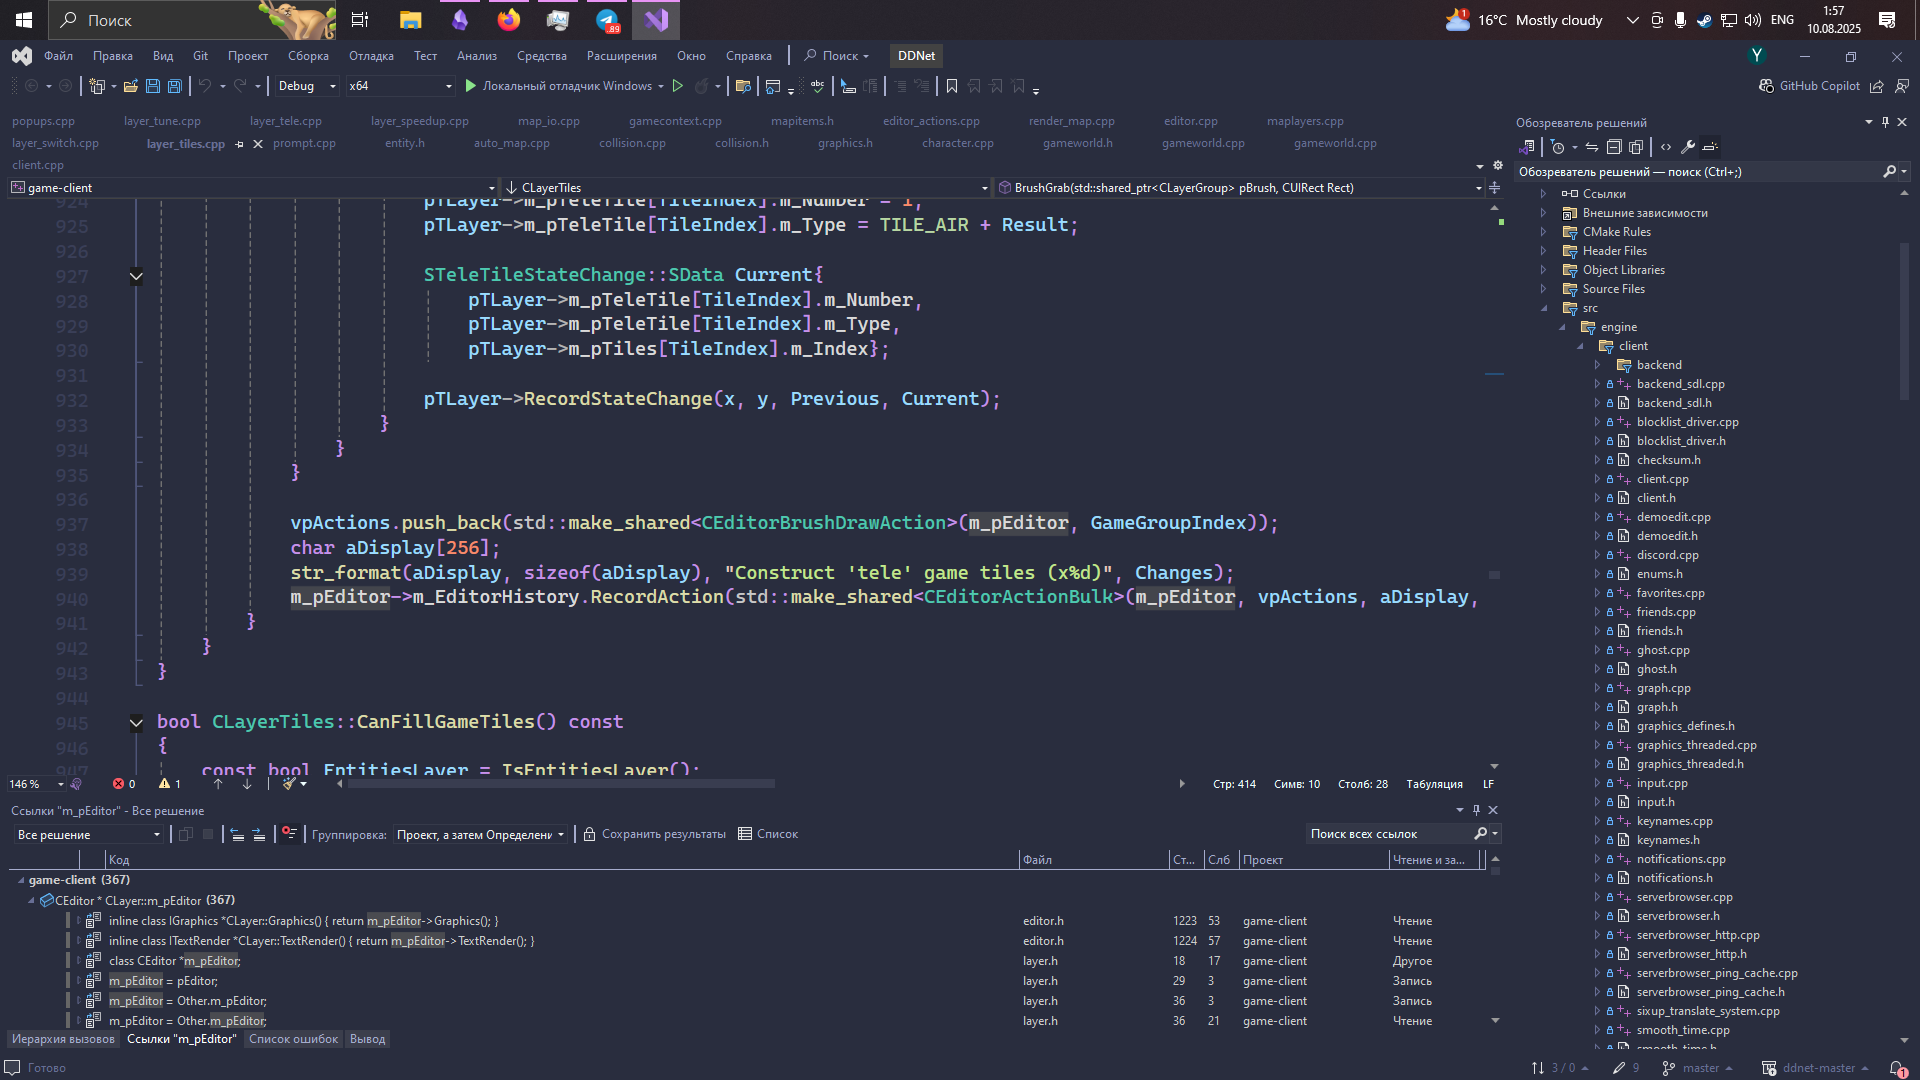 Поиск
.89
1
16°C Mostly cloudy
ENG
1:57
10.08.2025
Файл Правка Вид Git Проект Сборка Отладка Тест Анализ Средства Расширения Окно Справка Поиск DDNet Y
Debug x64 Локальный отладчик Windows GitHub Copilot
popups.cpp layer_tune.cpp layer_tele.cpp layer_speedup.cpp map_io.cpp gamecontext.cpp mapitems.h editor_actions.cpp render_map.cpp editor.cpp maplayers.cpp
layer_switch.cpp layer_tiles.cpp prompt.cpp entity.h auto_map.cpp collision.cpp collision.h graphics.h character.cpp gameworld.h gameworld.cpp gameworld.cpp
client.cpp
game-client CLayerTiles BrushGrab(std::shared_ptr<CLayerGroup> pBrush, CUIRect Rect)
924 pTLayer->m_pTeleTile[TileIndex].m_Number = 1;
925 pTLayer->m_pTeleTile[TileIndex].m_Type = TILE_AIR + Result;
926
927 STeleTileStateChange::SData Current{
928 pTLayer->m_pTeleTile[TileIndex].m_Number,
929 pTLayer->m_pTeleTile[TileIndex].m_Type,
930 pTLayer->m_pTiles[TileIndex].m_Index};
931
932 pTLayer->RecordStateChange(x, y, Previous, Current);
933 }
934 }
935 }
936
937 vpActions.push_back(std::make_shared<CEditorBrushDrawAction>(m_pEditor, GameGroupIndex));
938 char aDisplay[256];
939 str_format(aDisplay, sizeof(aDisplay), "Construct 'tele' game tiles (x%d)", Changes);
940 m_pEditor->m_EditorHistory.RecordAction(std::make_shared<CEditorActionBulk>(m_pEditor, vpActions, aDisplay,
941 }
942 }
943 }
944
945 bool CLayerTiles::CanFillGameTiles() const
946 {
947 const bool EntitiesLayer = IsEntitiesLayer();
146 % 0 1 Стр: 414 Симв: 10 Столб: 28 Табуляция LF
Ссылки "m_pEditor" - Все решение
Все решение Группировка: Проект, а затем Определени Сохранить результаты Список Поиск всех ссылок
Код Файл Ст... Слб Проект Чтение и за...
game-client (367)
CEditor * CLayer::m_pEditor (367)
inline class IGraphics *CLayer::Graphics() { return m_pEditor->Graphics(); } editor.h 1223 53 game-client Чтение
inline class ITextRender *CLayer::TextRender() { return m_pEditor->TextRender(); } editor.h 1224 57 game-client Чтение
class CEditor *m_pEditor; layer.h 18 17 game-client Другое
m_pEditor = pEditor; layer.h 29 3 game-client Запись
m_pEditor = Other.m_pEditor; layer.h 36 3 game-client Запись
m_pEditor = Other.m_pEditor; layer.h 36 21 game-client Чтение
Иерархия вызовов Ссылки "m_pEditor" Список ошибок Вывод
Обозреватель решений
Обозреватель решений — поиск (Ctrl+;)
Ссылки
Внешние зависимости
CMake Rules
Header Files
Object Libraries
Source Files
src
engine
client
backend
backend_sdl.cpp
backend_sdl.h
blocklist_driver.cpp
blocklist_driver.h
checksum.h
client.cpp
client.h
demoedit.cpp
demoedit.h
discord.cpp
enums.h
favorites.cpp
friends.cpp
friends.h
ghost.cpp
ghost.h
graph.cpp
graph.h
graphics_defines.h
graphics_threaded.cpp
graphics_threaded.h
input.cpp
input.h
keynames.cpp
keynames.h
notifications.cpp
notifications.h
serverbrowser.cpp
serverbrowser.h
serverbrowser_http.cpp
serverbrowser_http.h
serverbrowser_ping_cache.cpp
serverbrowser_ping_cache.h
sixup_translate_system.cpp
smooth_time.cpp
smooth_time.h
Готово 3 / 0 9 master ddnet-master 1